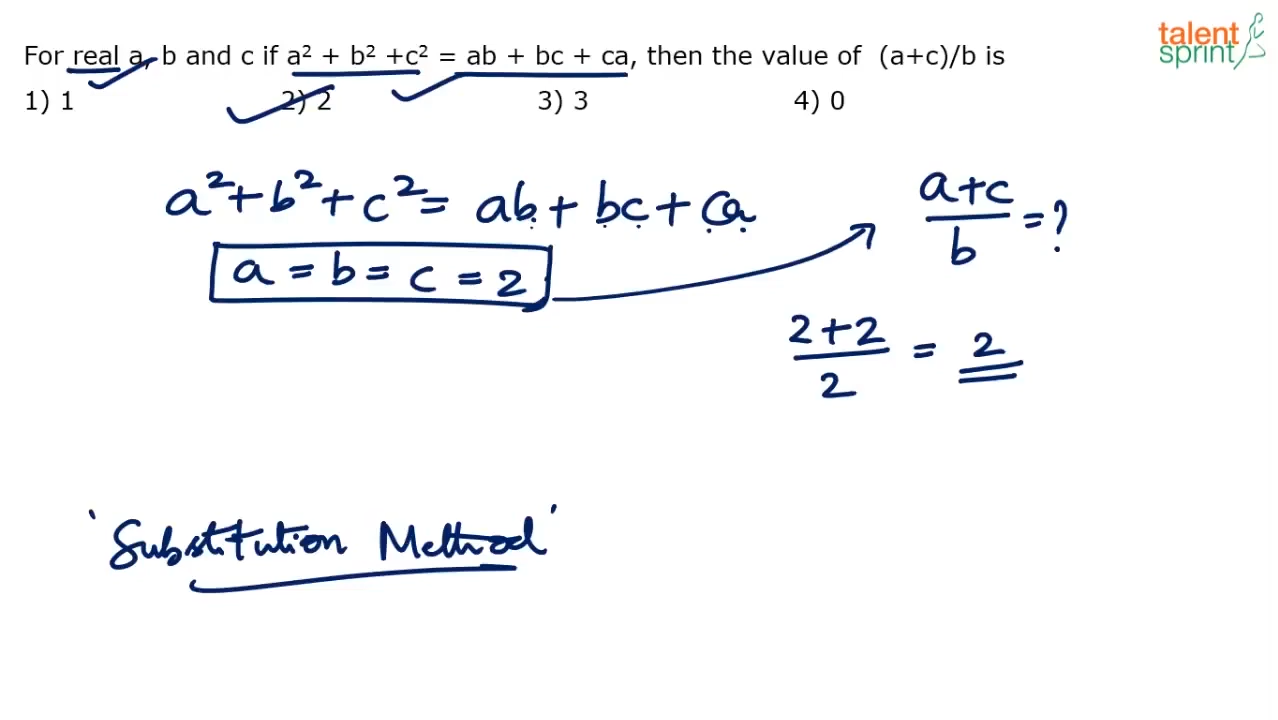 talent
sprint
For real a, b and c if a² + b² +c² = ab + bc + ca, then the value of (a+c)/b is
1) 1 2) 2 3) 3 4) 0
a² + b² + c² = ab + bc + ca
a = b = c = 2
a+c/b = ?
2+2/2 = 2
'Substitution Method'